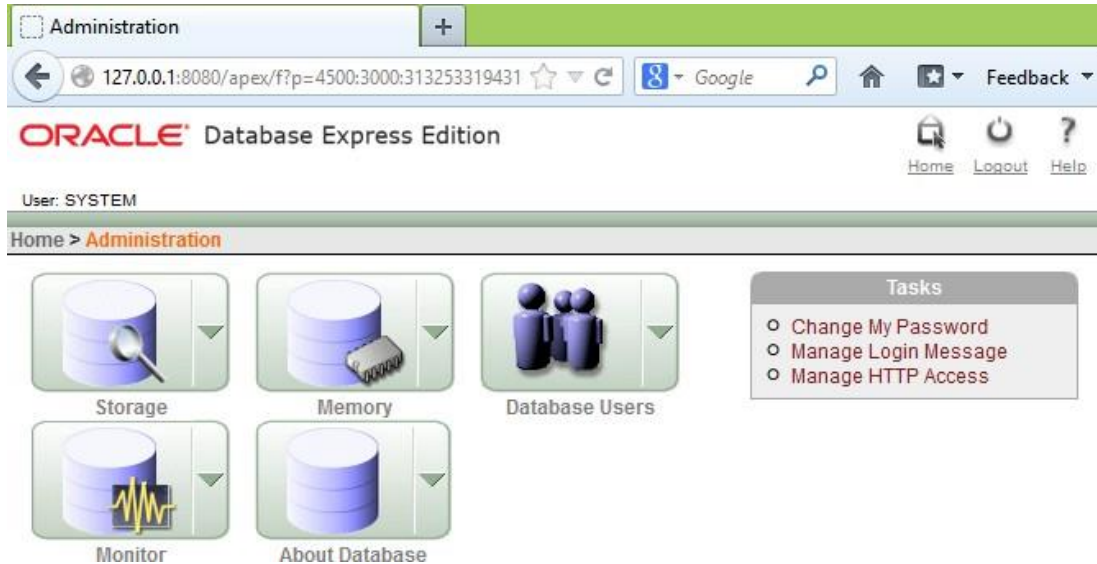 Administration
127.0.0.1:8080/apex/f?p=4500:3000:313253319431
Google
Feedback
ORACLE Database Express Edition
Home Logout Help
User: SYSTEM
Home > Administration
Storage
Memory
Database Users
Monitor
About Database
Tasks
Change My Password
Manage Login Message
Manage HTTP Access